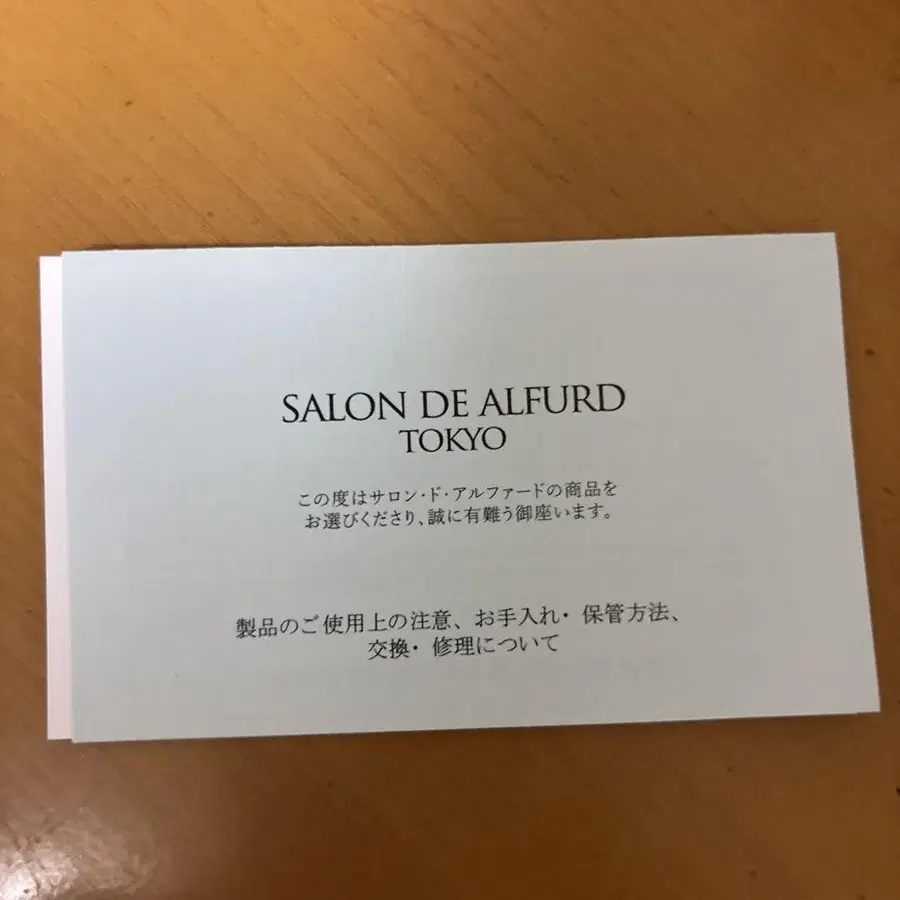 SALON DE ALFURD
TOKYO
この度はサロン・ド・アルファードの商品を
お選びくださり、誠に有難う御座います。
製品のご使用上の注意、お手入れ・保管方法、
交換・修理について